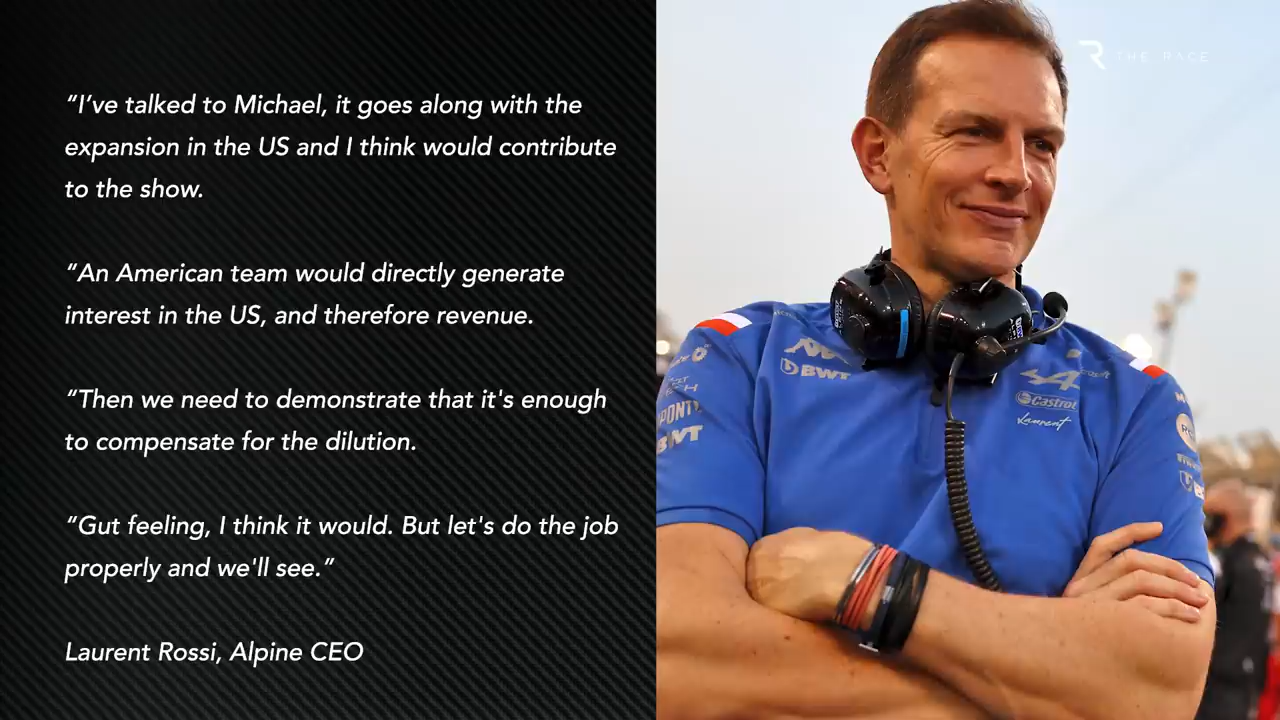 “I’ve talked to Michael, it goes along with the
expansion in the US and I think would contribute
to the show.
“An American team would directly generate
interest in the US, and therefore revenue.
“Then we need to demonstrate that it's enough
to compensate for the dilution.
“Gut feeling, I think it would. But let's do the job
properly and we'll see.”
Laurent Rossi, Alpine CEO
THE RACE
BWT
Castrol
Laurent
BWT